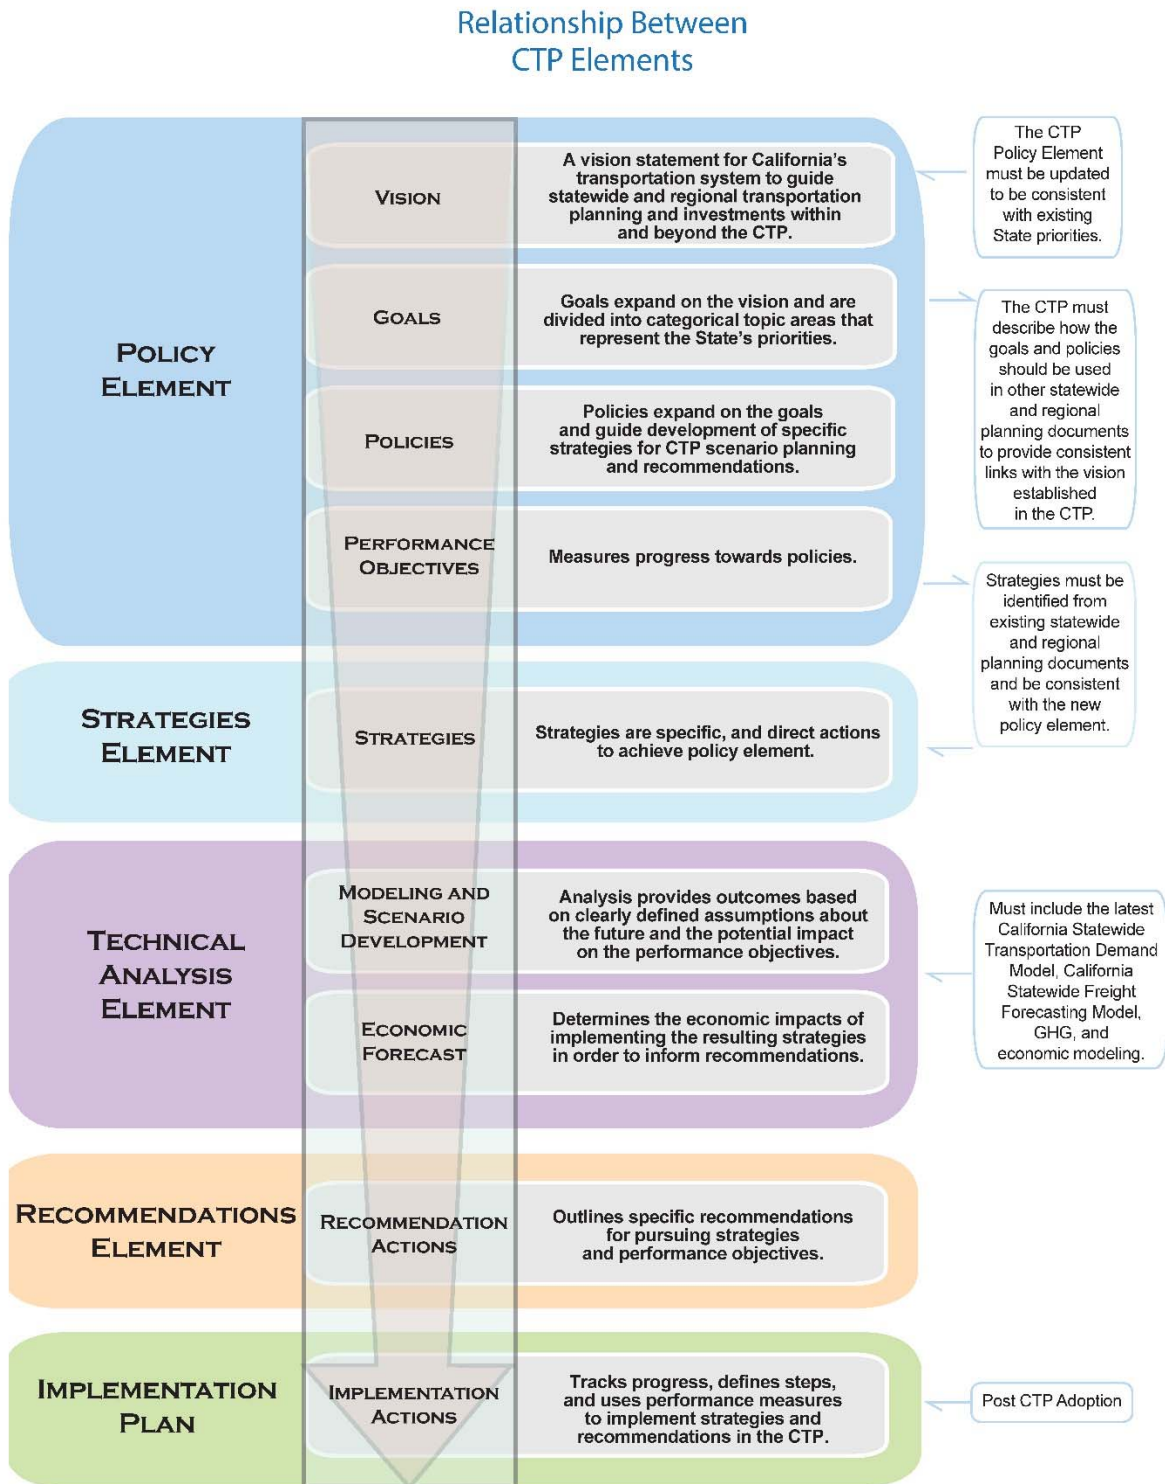 Relationship Between
CTP Elements
POLICY
ELEMENT
VISION
A vision statement for California's
transportation system to guide
statewide and regional transportation
planning and investments within
and beyond the CTP.
The CTP
Policy Element
must be updated
to be consistent
with existing
State priorities.
GOALS
Goals expand on the vision and are
divided into categorical topic areas that
represent the State's priorities.
The CTP must
describe how the
goals and policies
should be used
in other statewide
and regional
planning documents
to provide consistent
links with the vision
established
in the CTP.
POLICIES
Policies expand on the goals
and guide development of specific
strategies for CTP scenario planning
and recommendations.
PERFORMANCE
OBJECTIVES
Measures progress towards policies.
Strategies must be
identified from
existing statewide
and regional
planning documents
and be consistent
with the new
policy element.
STRATEGIES
ELEMENT
STRATEGIES
Strategies are specific, and direct actions
to achieve policy element.
TECHNICAL
ANALYSIS
ELEMENT
MODELING AND
SCENARIO
DEVELOPMENT
Analysis provides outcomes based
on clearly defined assumptions about
the future and the potential impact
on the performance objectives.
Must include the latest
California Statewide
Transportation Demand
Model, California
Statewide Freight
Forecasting Model,
GHG, and
economic modeling.
ECONOMIC
FORECAST
Determines the economic impacts of
implementing the resulting strategies
in order to inform recommendations.
RECOMMENDATIONS
ELEMENT
RECOMMENDATION
ACTIONS
Outlines specific recommendations
for pursuing strategies
and performance objectives.
IMPLEMENTATION
PLAN
IMPLEMENTATION
ACTIONS
Tracks progress, defines steps,
and uses performance measures
to implement strategies and
recommendations in the CTP.
Post CTP Adoption